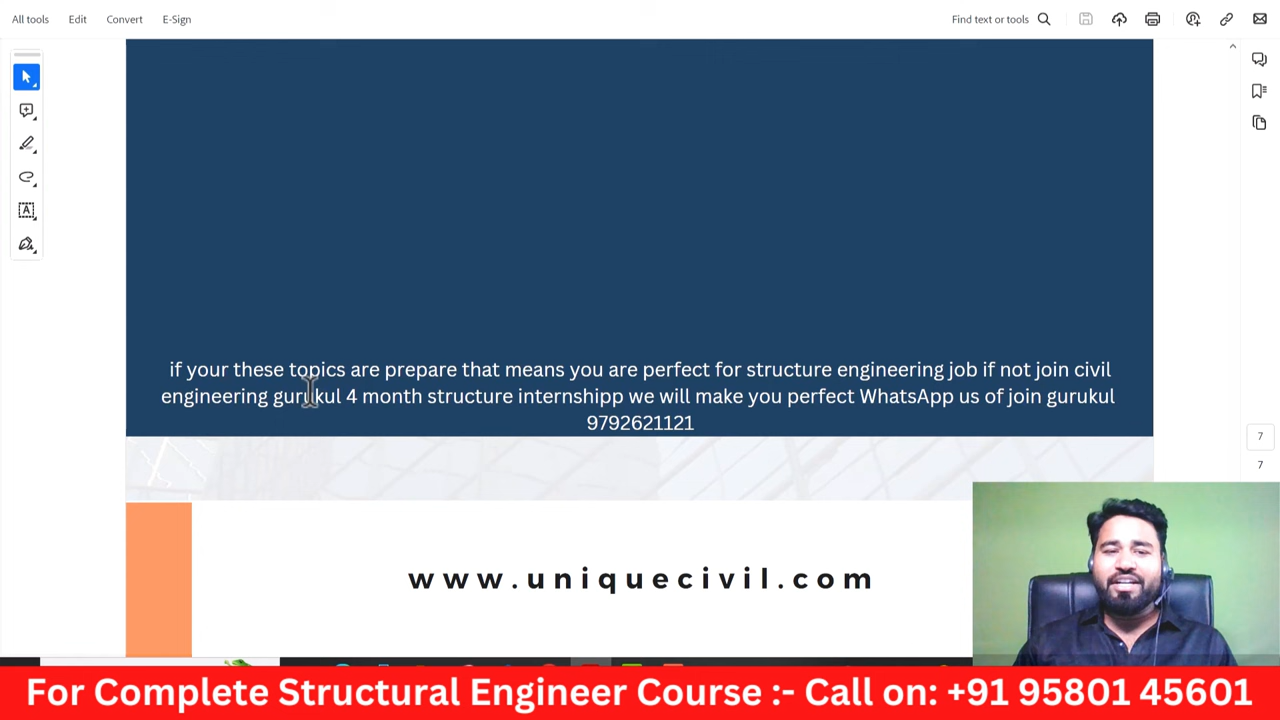 All tools Edit Convert E-Sign Find text or tools
if your these topics are prepare that means you are perfect for structure engineering job if not join civil
engineering gurukul 4 month structure internshipp we will make you perfect WhatsApp us of join gurukul
9792621121
7
7
www.uniquecivil.com
For Complete Structural Engineer Course :- Call on: +91 95801 45601